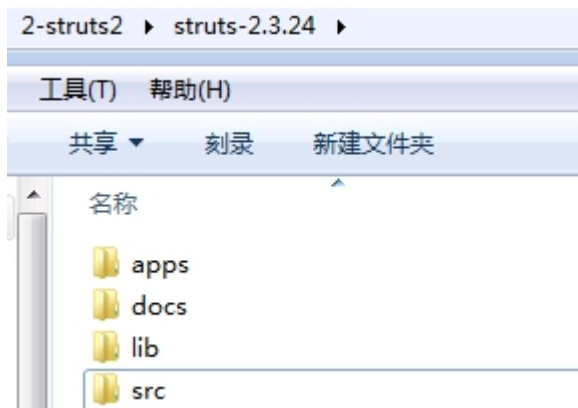 2-struts2 ▸ struts-2.3.24 ▸
工具(T) 帮助(H)
共享 刻录 新建文件夹
名称
apps
docs
lib
src